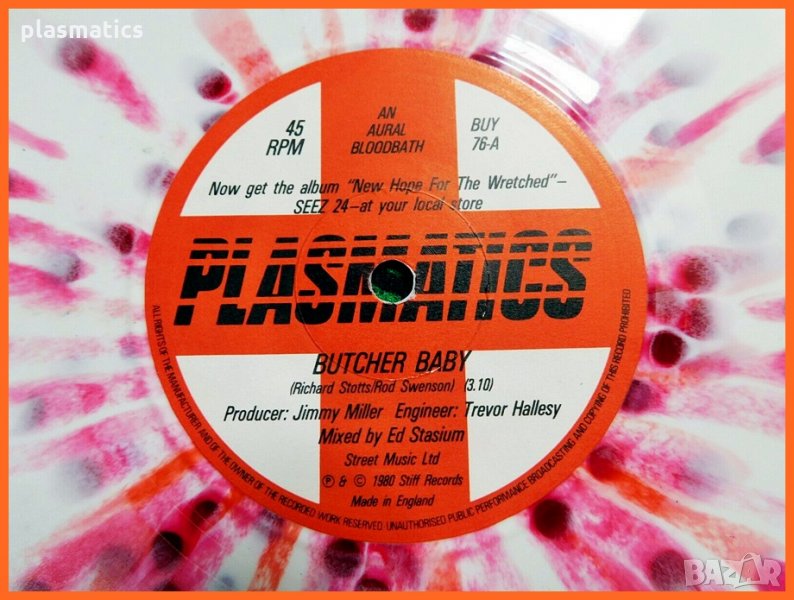 plasmatics
45
RPM
AN
AURAL
BLOODBATH
BUY
76-A
Now get the album "New Hope For The Wretched"–
SEEZ 24–at your local store
PLASMATICS
BUTCHER BABY
(Richard Stotts/Rod Swenson) (3.10)
Producer: Jimmy Miller Engineer: Trevor Hallesy
Mixed by Ed Stasium
Street Music Ltd
℗ & © 1980 Stiff Records
Made in England
ALL RIGHTS OF THE MANUFACTURER AND OF THE OWNER OF THE RECORDED WORK RESERVED. UNAUTHORISED PUBLIC PERFORMANCE BROADCASTING AND COPYING OF THIS RECORD PROHIBITED
BAZAR